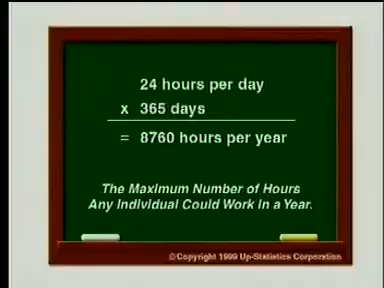 24 hours per day
x 365 days
= 8760 hours per year
The Maximum Number of Hours
Any Individual Could Work in a Year.
©Copyright 1999 Up-Statistics Corporation